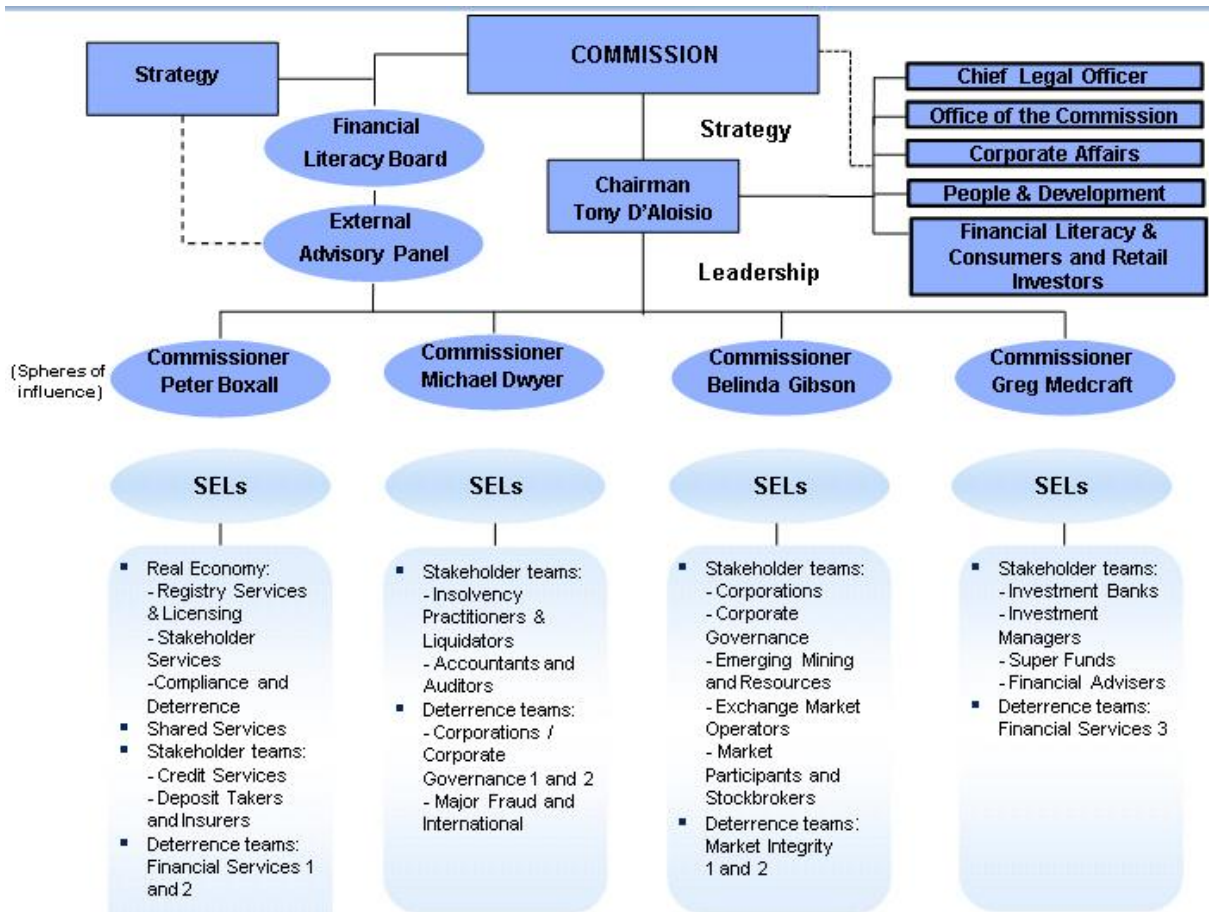 COMMISSION
Strategy
Financial
Literacy Board
External
Advisory Panel
Strategy
Chairman
Tony D'Aloisio
Leadership
Chief Legal Officer
Office of the Commission
Corporate Affairs
People & Development
Financial Literacy &
Consumers and Retail
Investors
(Spheres of
influence)
Commissioner
Peter Boxall
Commissioner
Michael Dwyer
Commissioner
Belinda Gibson
Commissioner
Greg Medcraft
SELs
SELs
SELs
SELs
▪ Real Economy:
- Registry Services
& Licensing
- Stakeholder
Services
-Compliance and
Deterrence
▪ Shared Services
▪ Stakeholder teams:
- Credit Services
- Deposit Takers
and Insurers
▪ Deterrence teams:
Financial Services 1
and 2
▪ Stakeholder teams:
- Insolvency
Practitioners &
Liquidators
- Accountants and
Auditors
▪ Deterrence teams:
- Corporations /
Corporate
Governance 1 and 2
- Major Fraud and
International
▪ Stakeholder teams:
- Corporations
- Corporate
Governance
- Emerging Mining
and Resources
- Exchange Market
Operators
- Market
Participants and
Stockbrokers
▪ Deterrence teams:
Market Integrity
1 and 2
▪ Stakeholder teams:
- Investment Banks
- Investment
Managers
- Super Funds
- Financial Advisers
▪ Deterrence teams:
Financial Services 3